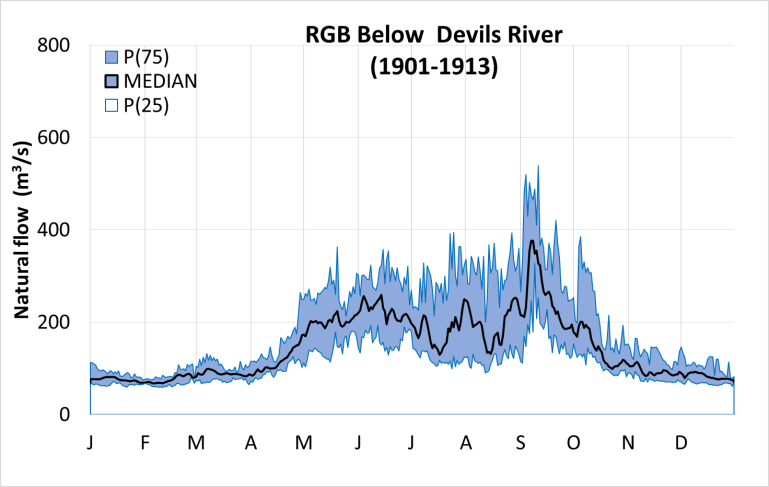 RGB Below  Devils River
(1901-1913)
P(75)
MEDIAN
P(25)
Natural flow  (m³/s)
800
600
400
200
0
J F M A M J J A S O N D